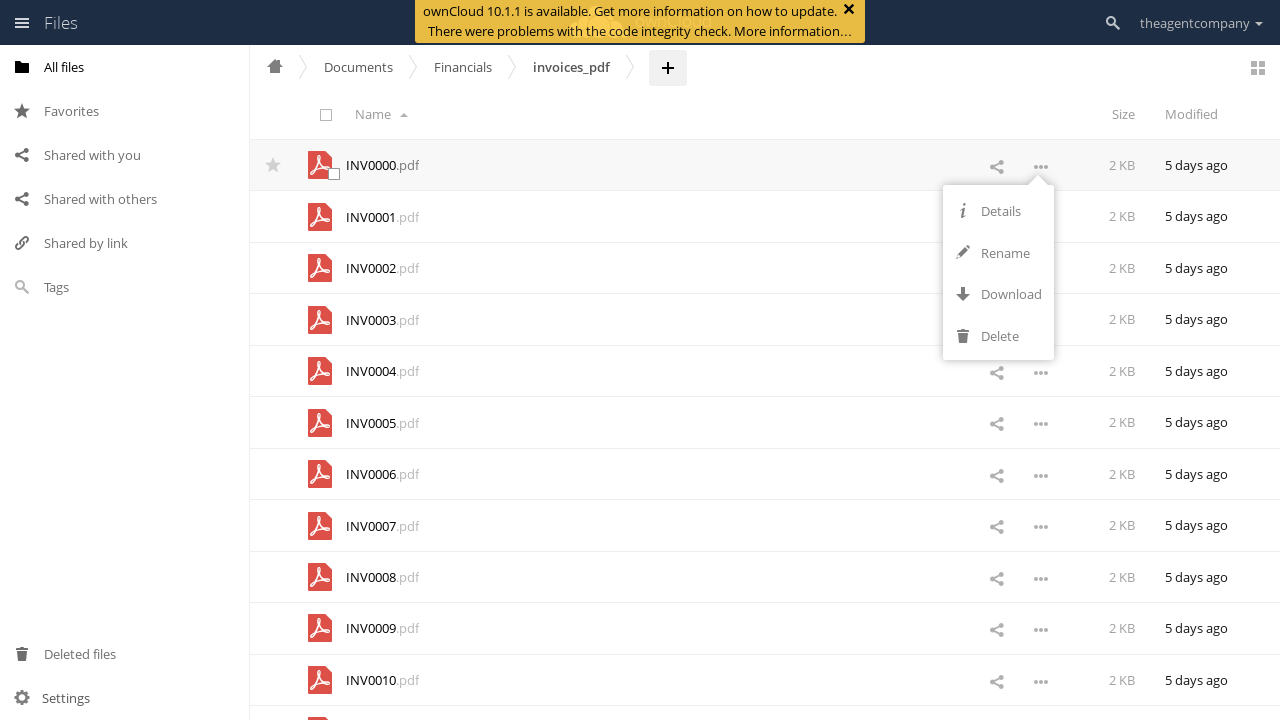 Files
ownCloud 10.1.1 is available. Get more information on how to update.
There were problems with the code integrity check. More information…
theagentcompany
All files
Favorites
Shared with you
Shared with others
Shared by link
Tags
Deleted files
Settings
Documents
Financials
invoices_pdf
Name
Size
Modified
INV0000.pdf 2 KB 5 days ago
INV0001.pdf 2 KB 5 days ago
INV0002.pdf 2 KB 5 days ago
INV0003.pdf 2 KB 5 days ago
INV0004.pdf 2 KB 5 days ago
INV0005.pdf 2 KB 5 days ago
INV0006.pdf 2 KB 5 days ago
INV0007.pdf 2 KB 5 days ago
INV0008.pdf 2 KB 5 days ago
INV0009.pdf 2 KB 5 days ago
INV0010.pdf 2 KB 5 days ago
Details
Rename
Download
Delete